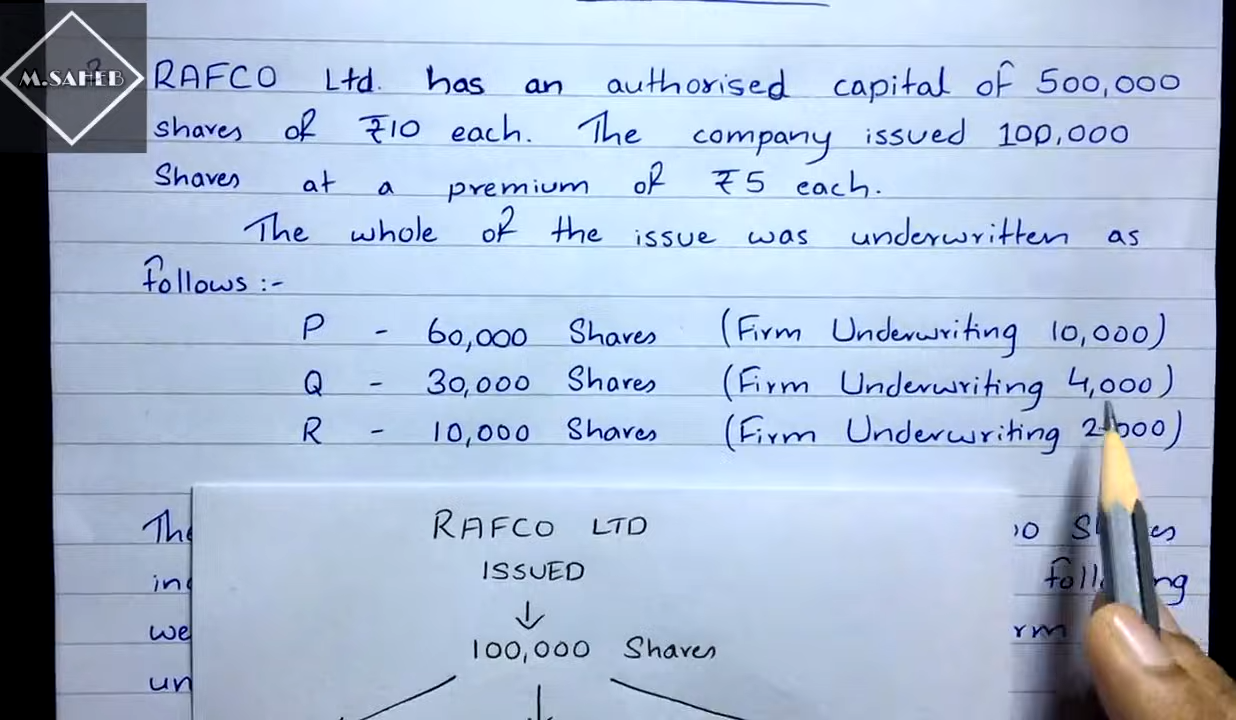 M.SAHEB
RAFCO Ltd. has an authorised capital of 500,000
shares of ₹10 each. The company issued 100,000
Shares at a premium of ₹5 each.
The whole of the issue was underwritten as
follows :-
P - 60,000 Shares (Firm Underwriting 10,000)
Q - 30,000 Shares (Firm Underwriting 4,000)
R - 10,000 Shares (Firm Underwriting 2,000)
RAFCO LTD
ISSUED
↓
100,000 Shares